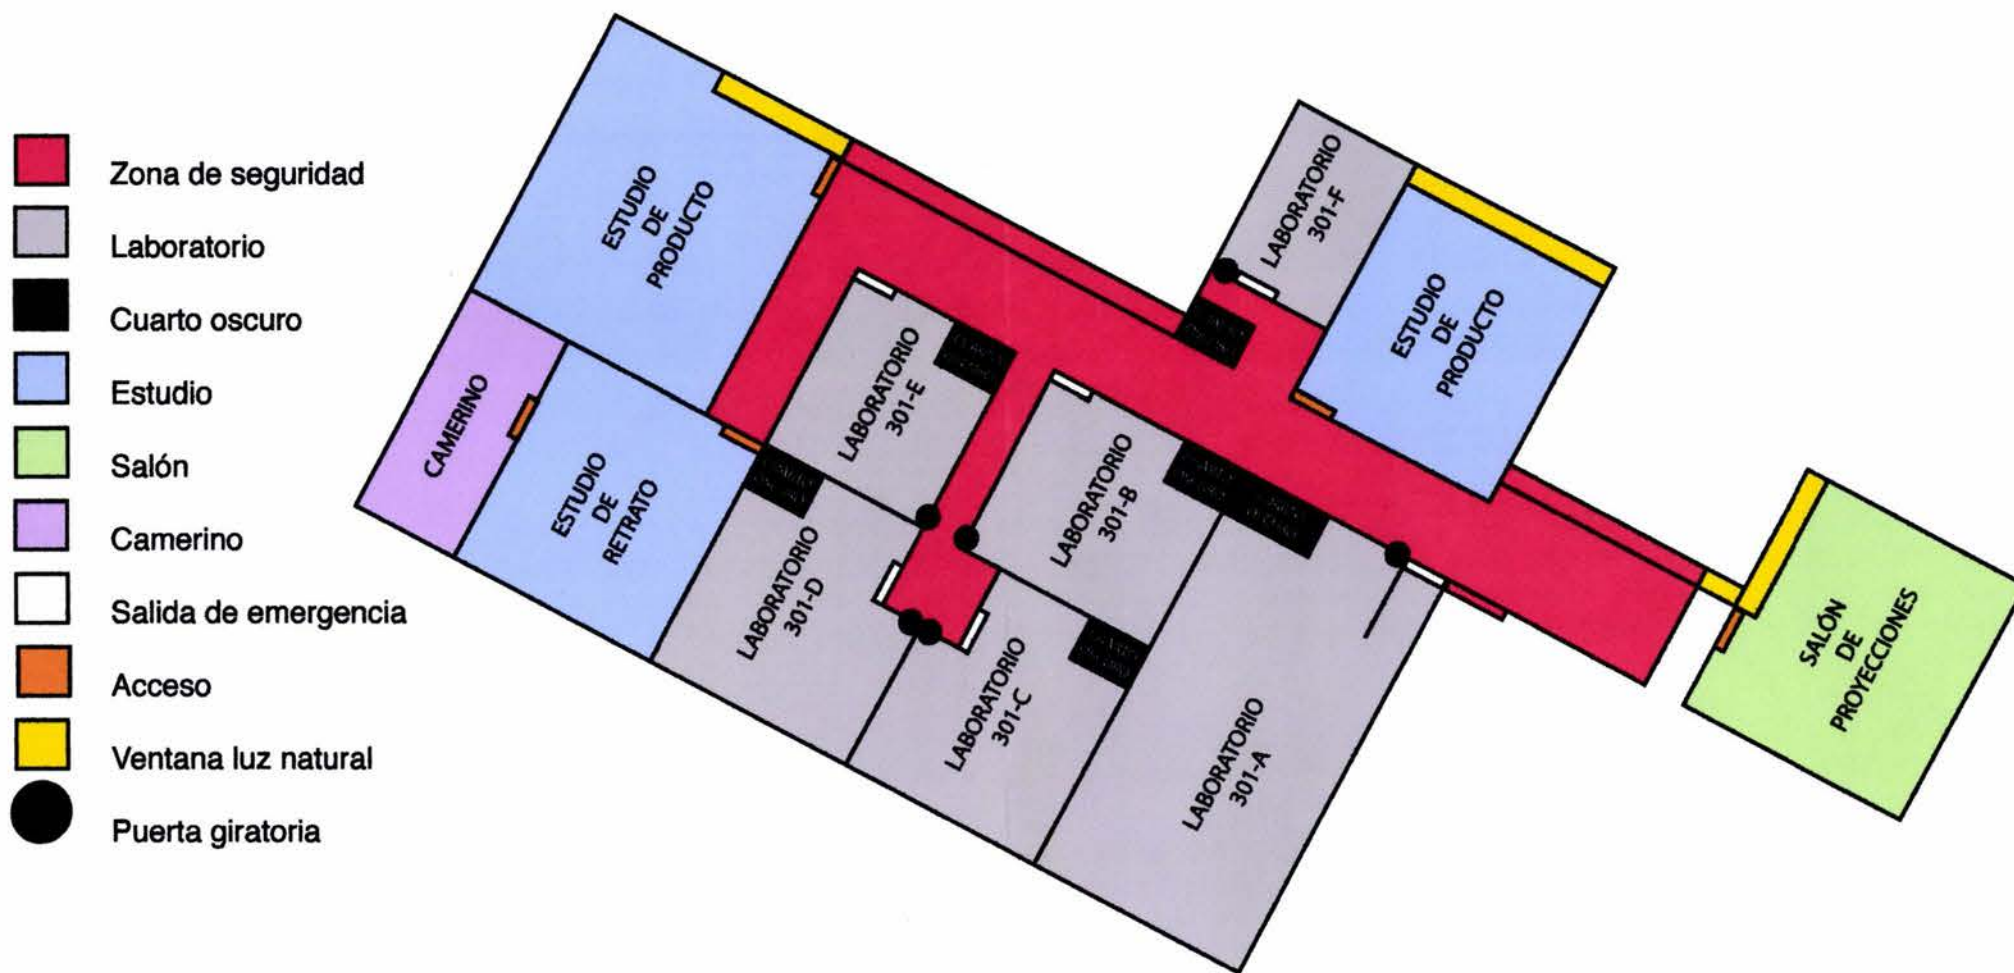 Zona de seguridad
Laboratorio
Cuarto oscuro
Estudio
Salón
Camerino
Salida de emergencia
Acceso
Ventana luz natural
Puerta giratoria
ESTUDIO
DE
PRODUCTO
CAMERINO
ESTUDIO
DE
RETRATO
LABORATORIO
301-E
LABORATORIO
301-D
LABORATORIO
301-B
LABORATORIO
301-C
LABORATORIO
301-A
LABORATORIO
301-F
ESTUDIO
DE
PRODUCTO
SALÓN
DE
PROYECCIONES